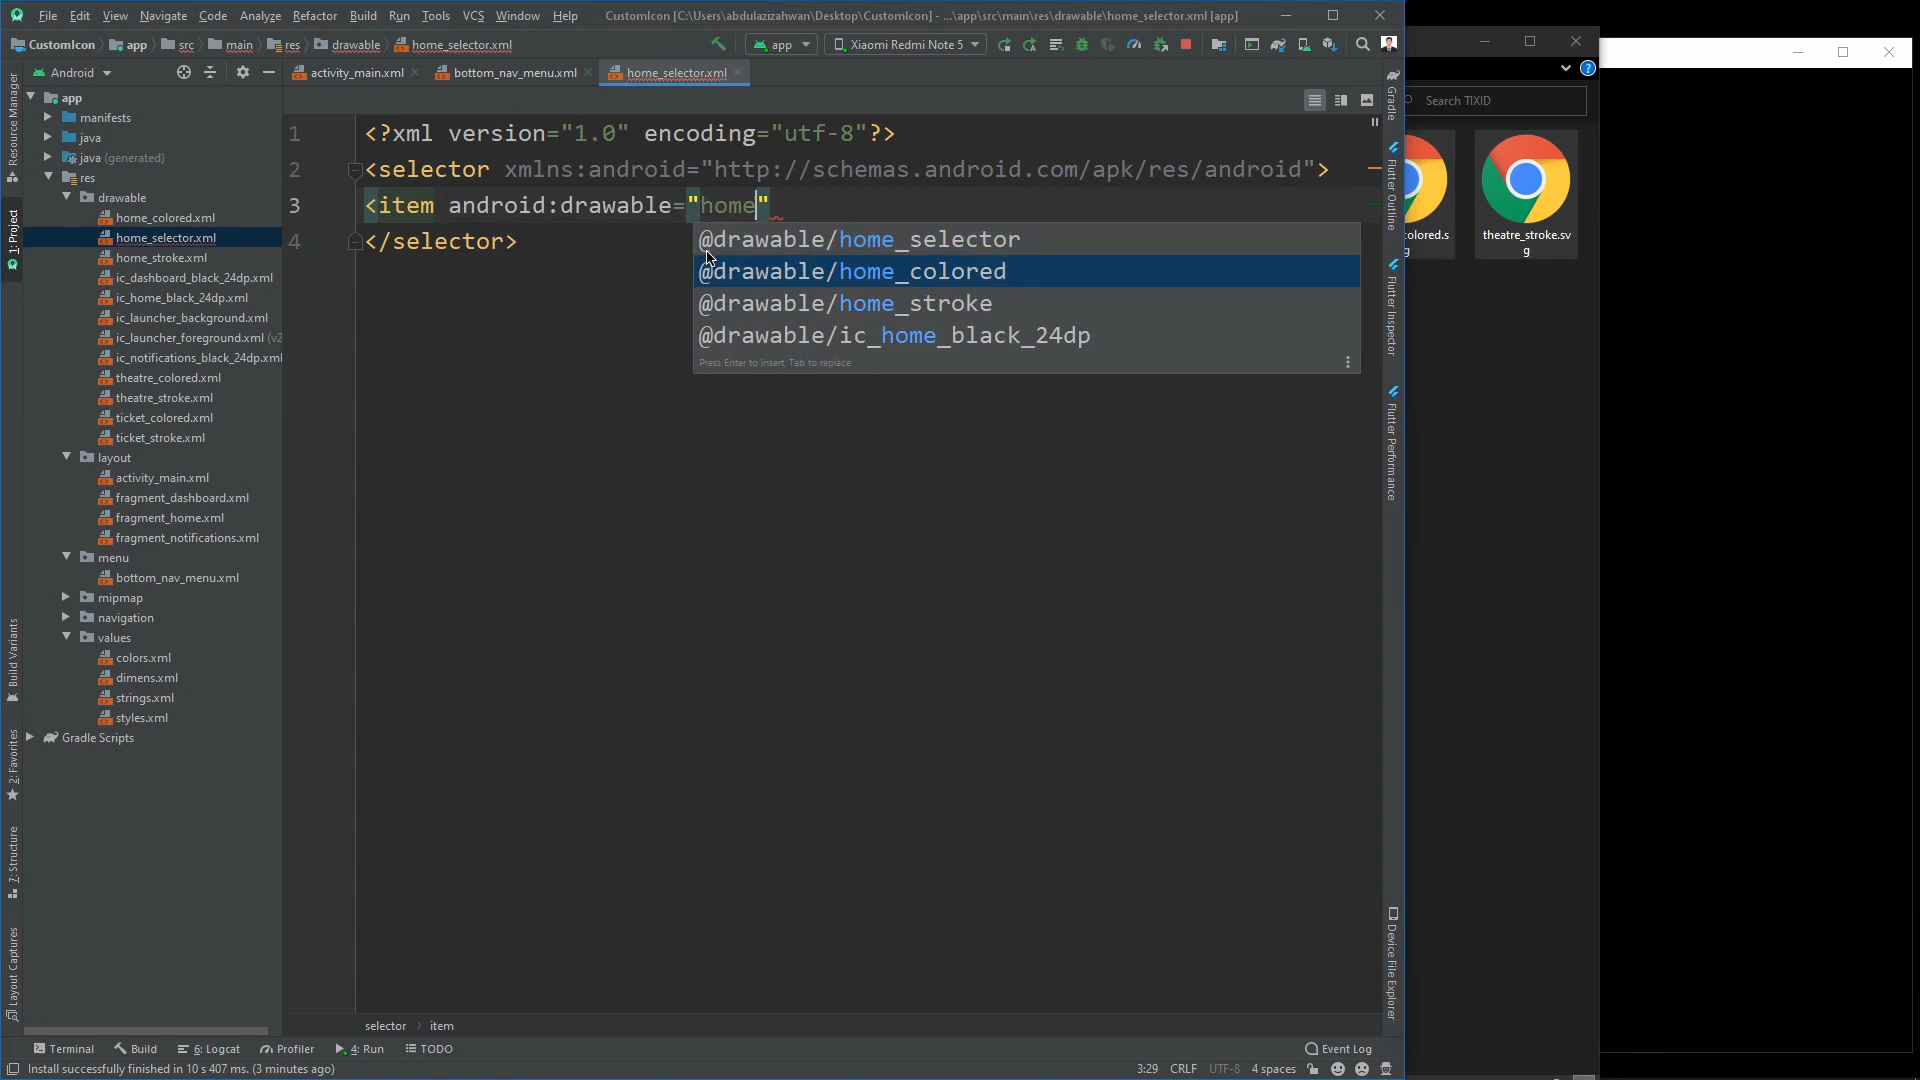 File Edit View Navigate Code Analyze Refactor Build Run Tools VCS Window Help CustomIcon [C:\Users\abdulazizahwan\Desktop\CustomIcon] - ...\app\src\main\res\drawable\home_selector.xml [app]
CustomIcon app src main res drawable home_selector.xml app Xiaomi Redmi Note 5
Android activity_main.xml bottom_nav_menu.xml home_selector.xml
Search TIXID
app
manifests
java
java (generated)
res
drawable
home_colored.xml
home_selector.xml
home_stroke.xml
ic_dashboard_black_24dp.xml
ic_home_black_24dp.xml
ic_launcher_background.xml
ic_launcher_foreground.xml (v2
ic_notifications_black_24dp.xml
theatre_colored.xml
theatre_stroke.xml
ticket_colored.xml
ticket_stroke.xml
layout
activity_main.xml
fragment_dashboard.xml
fragment_home.xml
fragment_notifications.xml
menu
bottom_nav_menu.xml
mipmap
navigation
values
colors.xml
dimens.xml
strings.xml
styles.xml
Gradle Scripts
1 <?xml version="1.0" encoding="utf-8"?>
2 <selector xmlns:android="http://schemas.android.com/apk/res/android">
3 <item android:drawable="home"
4 </selector>
@drawable/home_selector
@drawable/home_colored
@drawable/home_stroke
@drawable/ic_home_black_24dp
Press Enter to insert, Tab to replace
Resource Manager
1: Project
Build Variants
2: Favorites
7: Structure
Layout Captures
Gradle
Flutter Outline
Flutter Inspector
Flutter Performance
Device File Explorer
olored.s
theatre_stroke.sv
g
g
selector › item
Terminal Build 6: Logcat Profiler 4: Run TODO Event Log
Install successfully finished in 10 s 407 ms. (3 minutes ago) 3:29 CRLF UTF-8 4 spaces